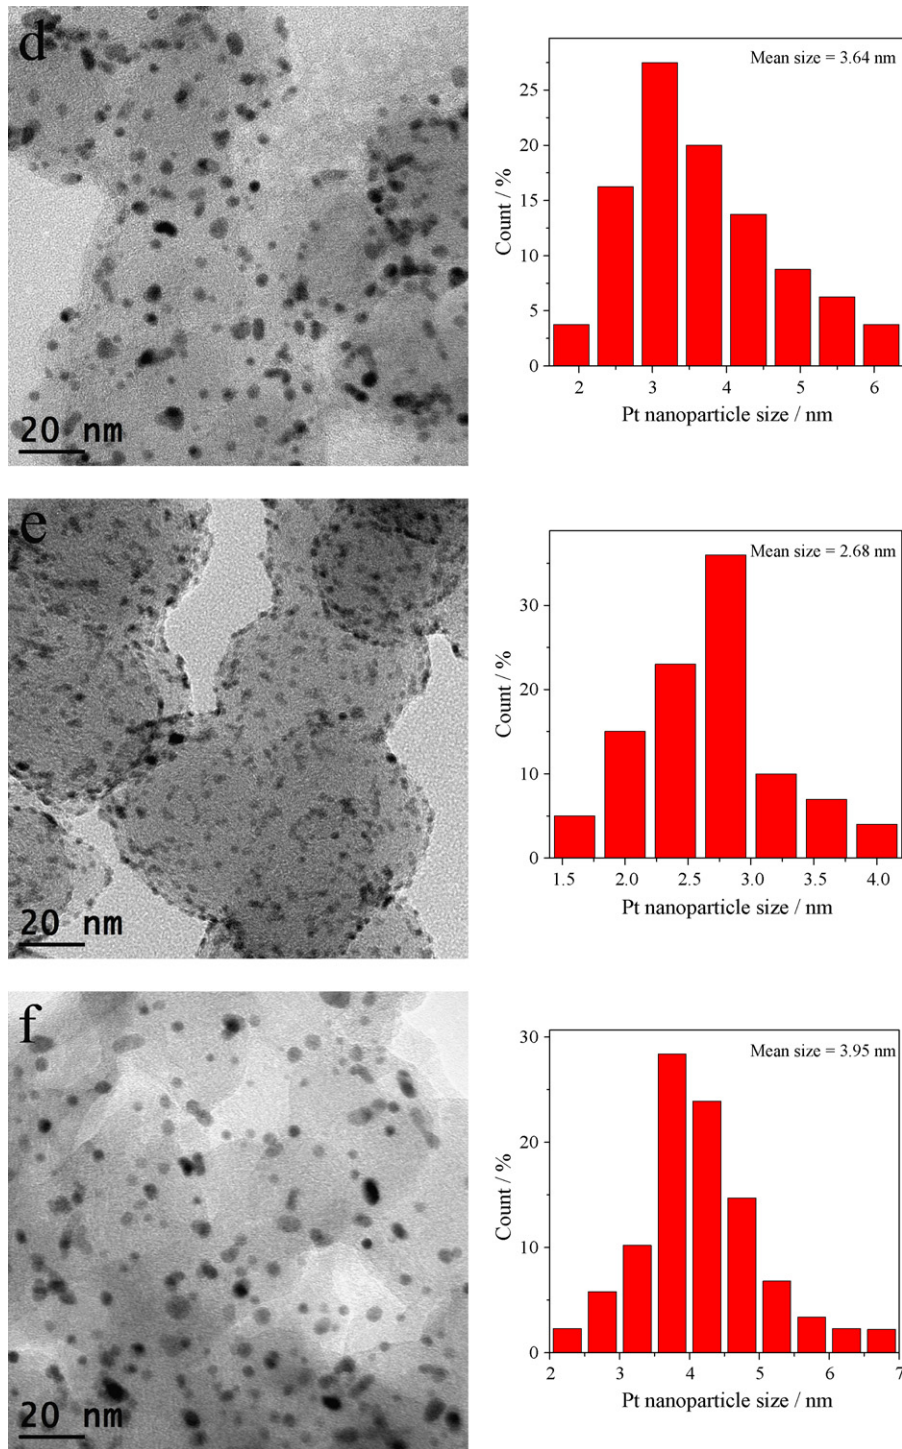 d
20 nm
Mean size = 3.64 nm
25
20
15
10
5
0
Count / %
2 3 4 5 6
Pt nanoparticle size / nm
e
20 nm
Mean size = 2.68 nm
30
20
10
0
Count / %
1.5 2.0 2.5 3.0 3.5 4.0
Pt nanoparticle size / nm
f
20 nm
Mean size = 3.95 nm
30
20
10
0
Count / %
2 3 4 5 6 7
Pt nanoparticle size / nm